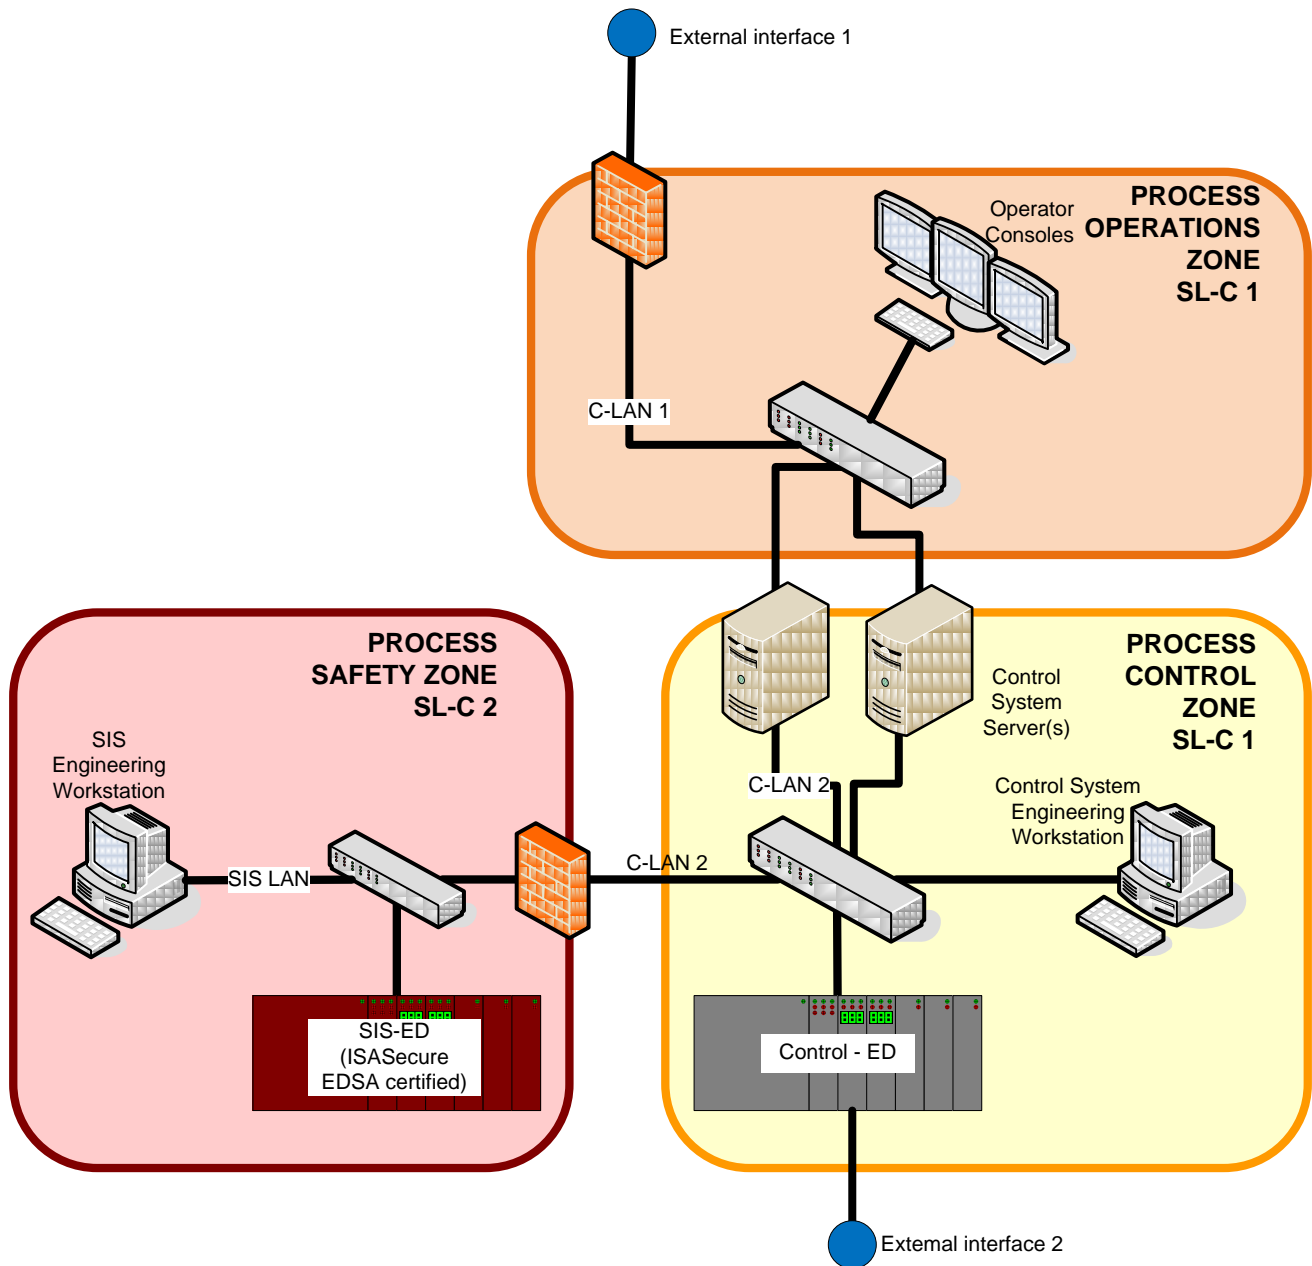 External interface 1
PROCESS
OPERATIONS
ZONE
SL-C 1
Operator
Consoles
C-LAN 1
PROCESS
SAFETY ZONE
SL-C 2
SIS
Engineering
Workstation
SIS LAN
SIS-ED
(ISASecure
EDSA certified)
C-LAN 2
PROCESS
CONTROL
ZONE
SL-C 1
Control
System
Server(s)
C-LAN 2
Control System
Engineering
Workstation
Control - ED
External interface 2